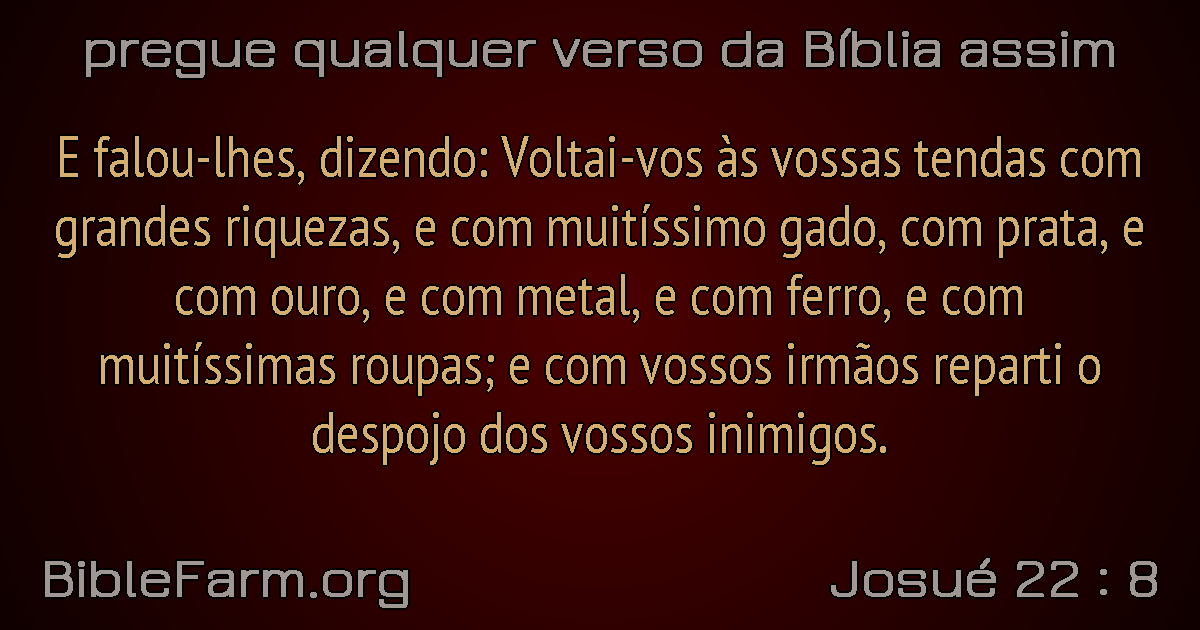 pregue qualquer verso da Bíblia assim
E falou-lhes, dizendo: Voltai-vos às vossas tendas com
grandes riquezas, e com muitíssimo gado, com prata, e
com ouro, e com metal, e com ferro, e com
muitíssimas roupas; e com vossos irmãos reparti o
despojo dos vossos inimigos.
BibleFarm.org
Josué 22 : 8